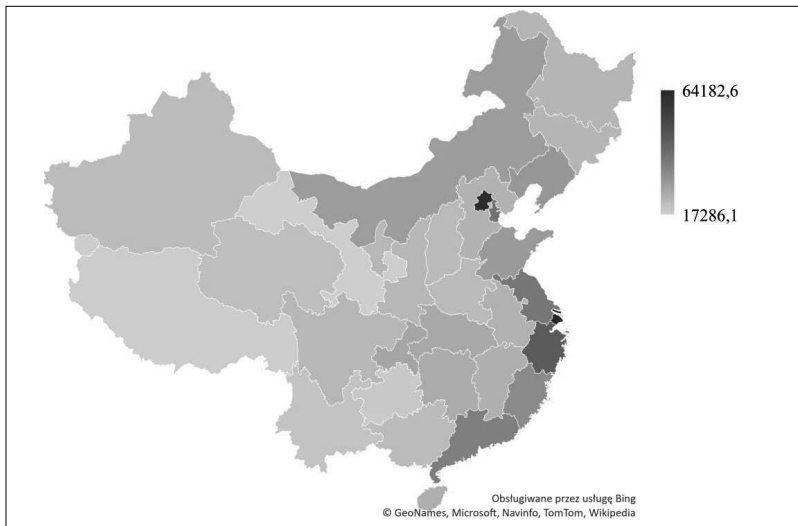 64182,6
17286,1
Obsługiwane przez usługę Bing
© GeoNames, Microsoft, Navinfo, TomTom, Wikipedia